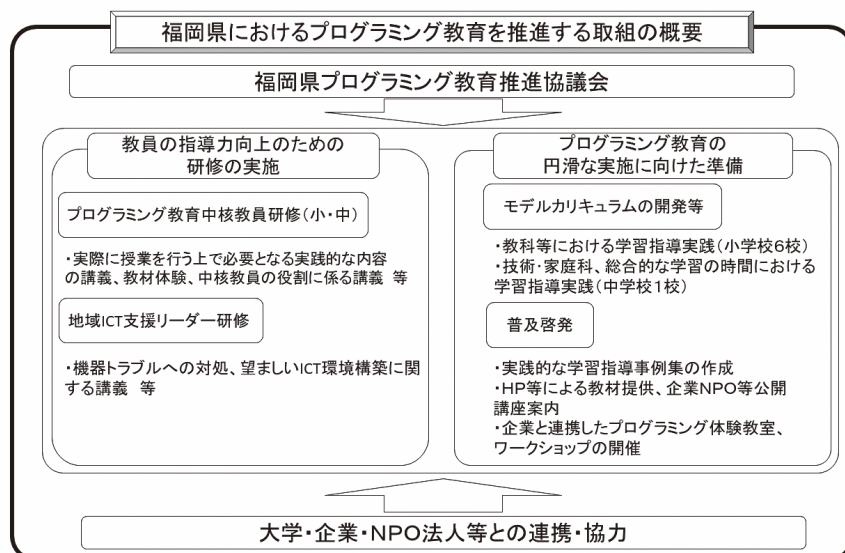 福岡県におけるプログラミング教育を推進する取組の概要
福岡県プログラミング教育推進協議会
教員の指導力向上のための
研修の実施
プログラミング教育中核教員研修(小・中)
・実際に授業を行う上で必要となる実践的な内容
の講義、教材体験、中核教員の役割に係る講義 等
地域ICT支援リーダー研修
・機器トラブルへの対処、望ましいICT環境構築に関
する講義 等
プログラミング教育の
円滑な実施に向けた準備
モデルカリキュラムの開発等
・教科等における学習指導実践(小学校6校)
・技術・家庭科、総合的な学習の時間における
学習指導実践(中学校1校)
普及啓発
・実践的な学習指導事例集の作成
・HP等による教材提供、企業NPO等公開
講座案内
・企業と連携したプログラミング体験教室、
ワークショップの開催
大学・企業・NPO法人等との連携・協力